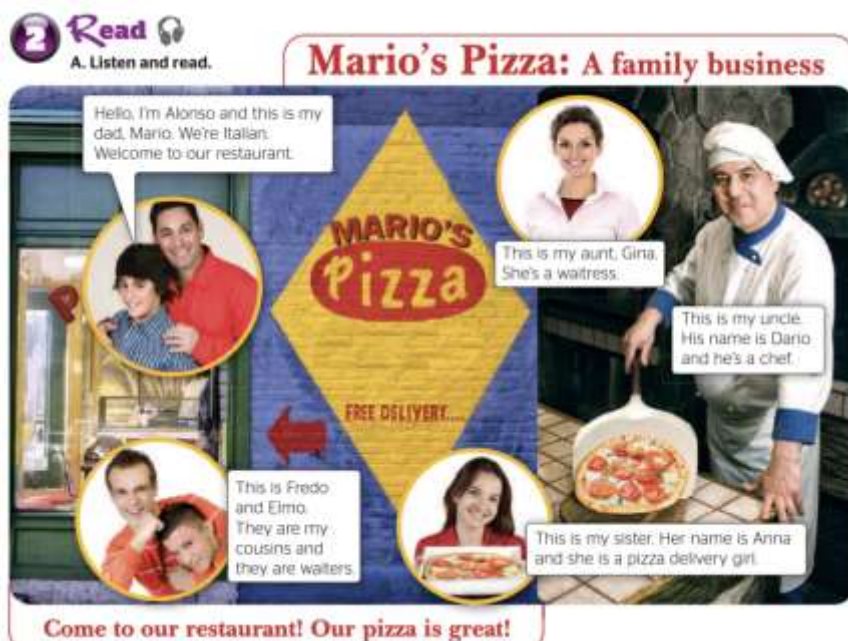 2 Read
A. Listen and read.
Mario's Pizza: A family business
Hello, I'm Alonso and this is my
dad, Mario. We're Italian.
Welcome to our restaurant.
MARIO'S
Pizza
FREE DELIVERY....
P
This is my aunt, Gina.
She's a waitress.
This is my uncle.
His name is Dario
and he's a chef.
This is Fredo
and Elmo.
They are my
cousins and
they are waiters.
This is my sister. Her name is Anna
and she is a pizza delivery girl.
Come to our restaurant! Our pizza is great!